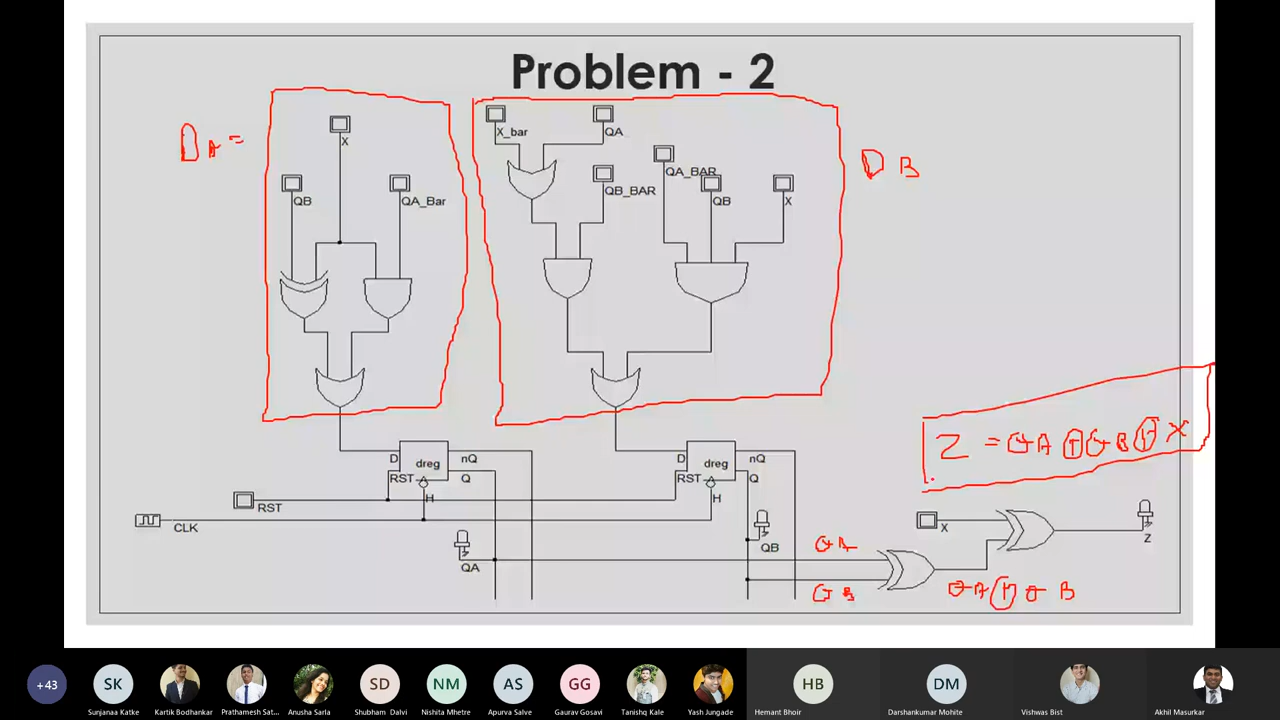 Problem - 2
DA =
X
QB
QA_Bar
X_bar
QA
QB_BAR
QA_BAR
QB
X
DB
D
nQ
dreg
RST
Q
H
D
nQ
dreg
RST
Q
H
RST
CLK
QA
QB
Z = QA ⊕ QB ⊕ X
X
Z
QA
QB
QA ⊕ QB
+43
SK
SD
NM
AS
GG
HB
DM
Sunjanaa Katke
Kartik Bodhankar
Prathamesh Sat...
Anusha Sarla
Shubham Dalvi
Nishita Mhetre
Apurva Salve
Gaurav Gosavi
Tanishq Kale
Yash Jungade
Hemant Bhoir
Darshankumar Mohite
Vishwas Bist
Akhil Masurkar